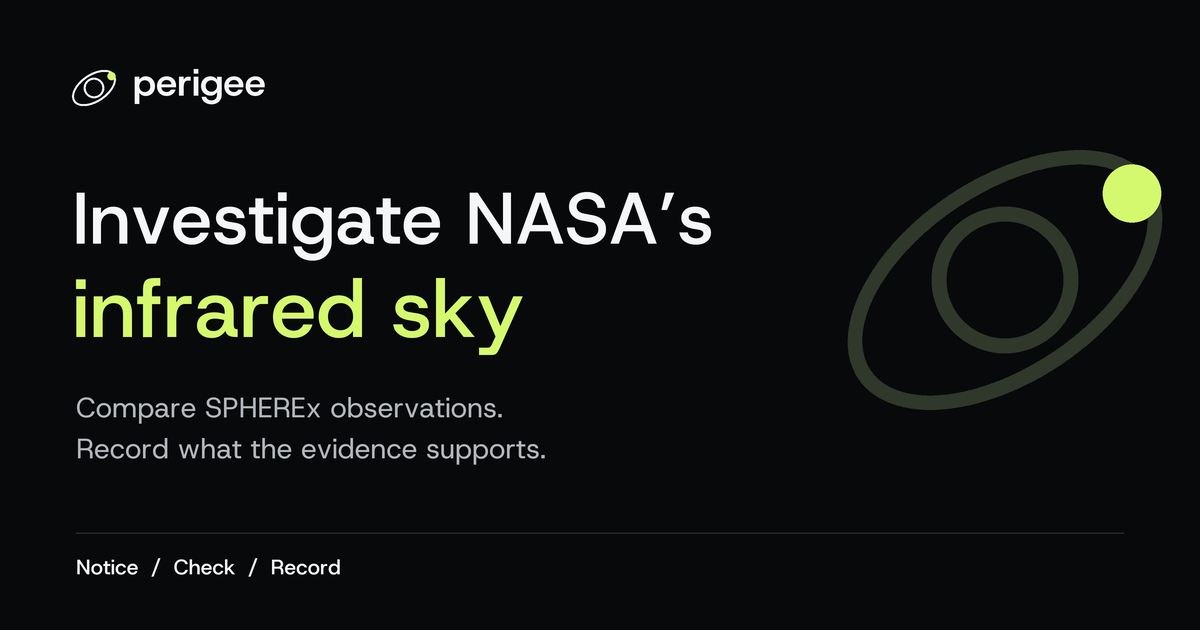 perigee
Investigate NASA’s
infrared sky
Compare SPHEREx observations.
Record what the evidence supports.
Notice / Check / Record